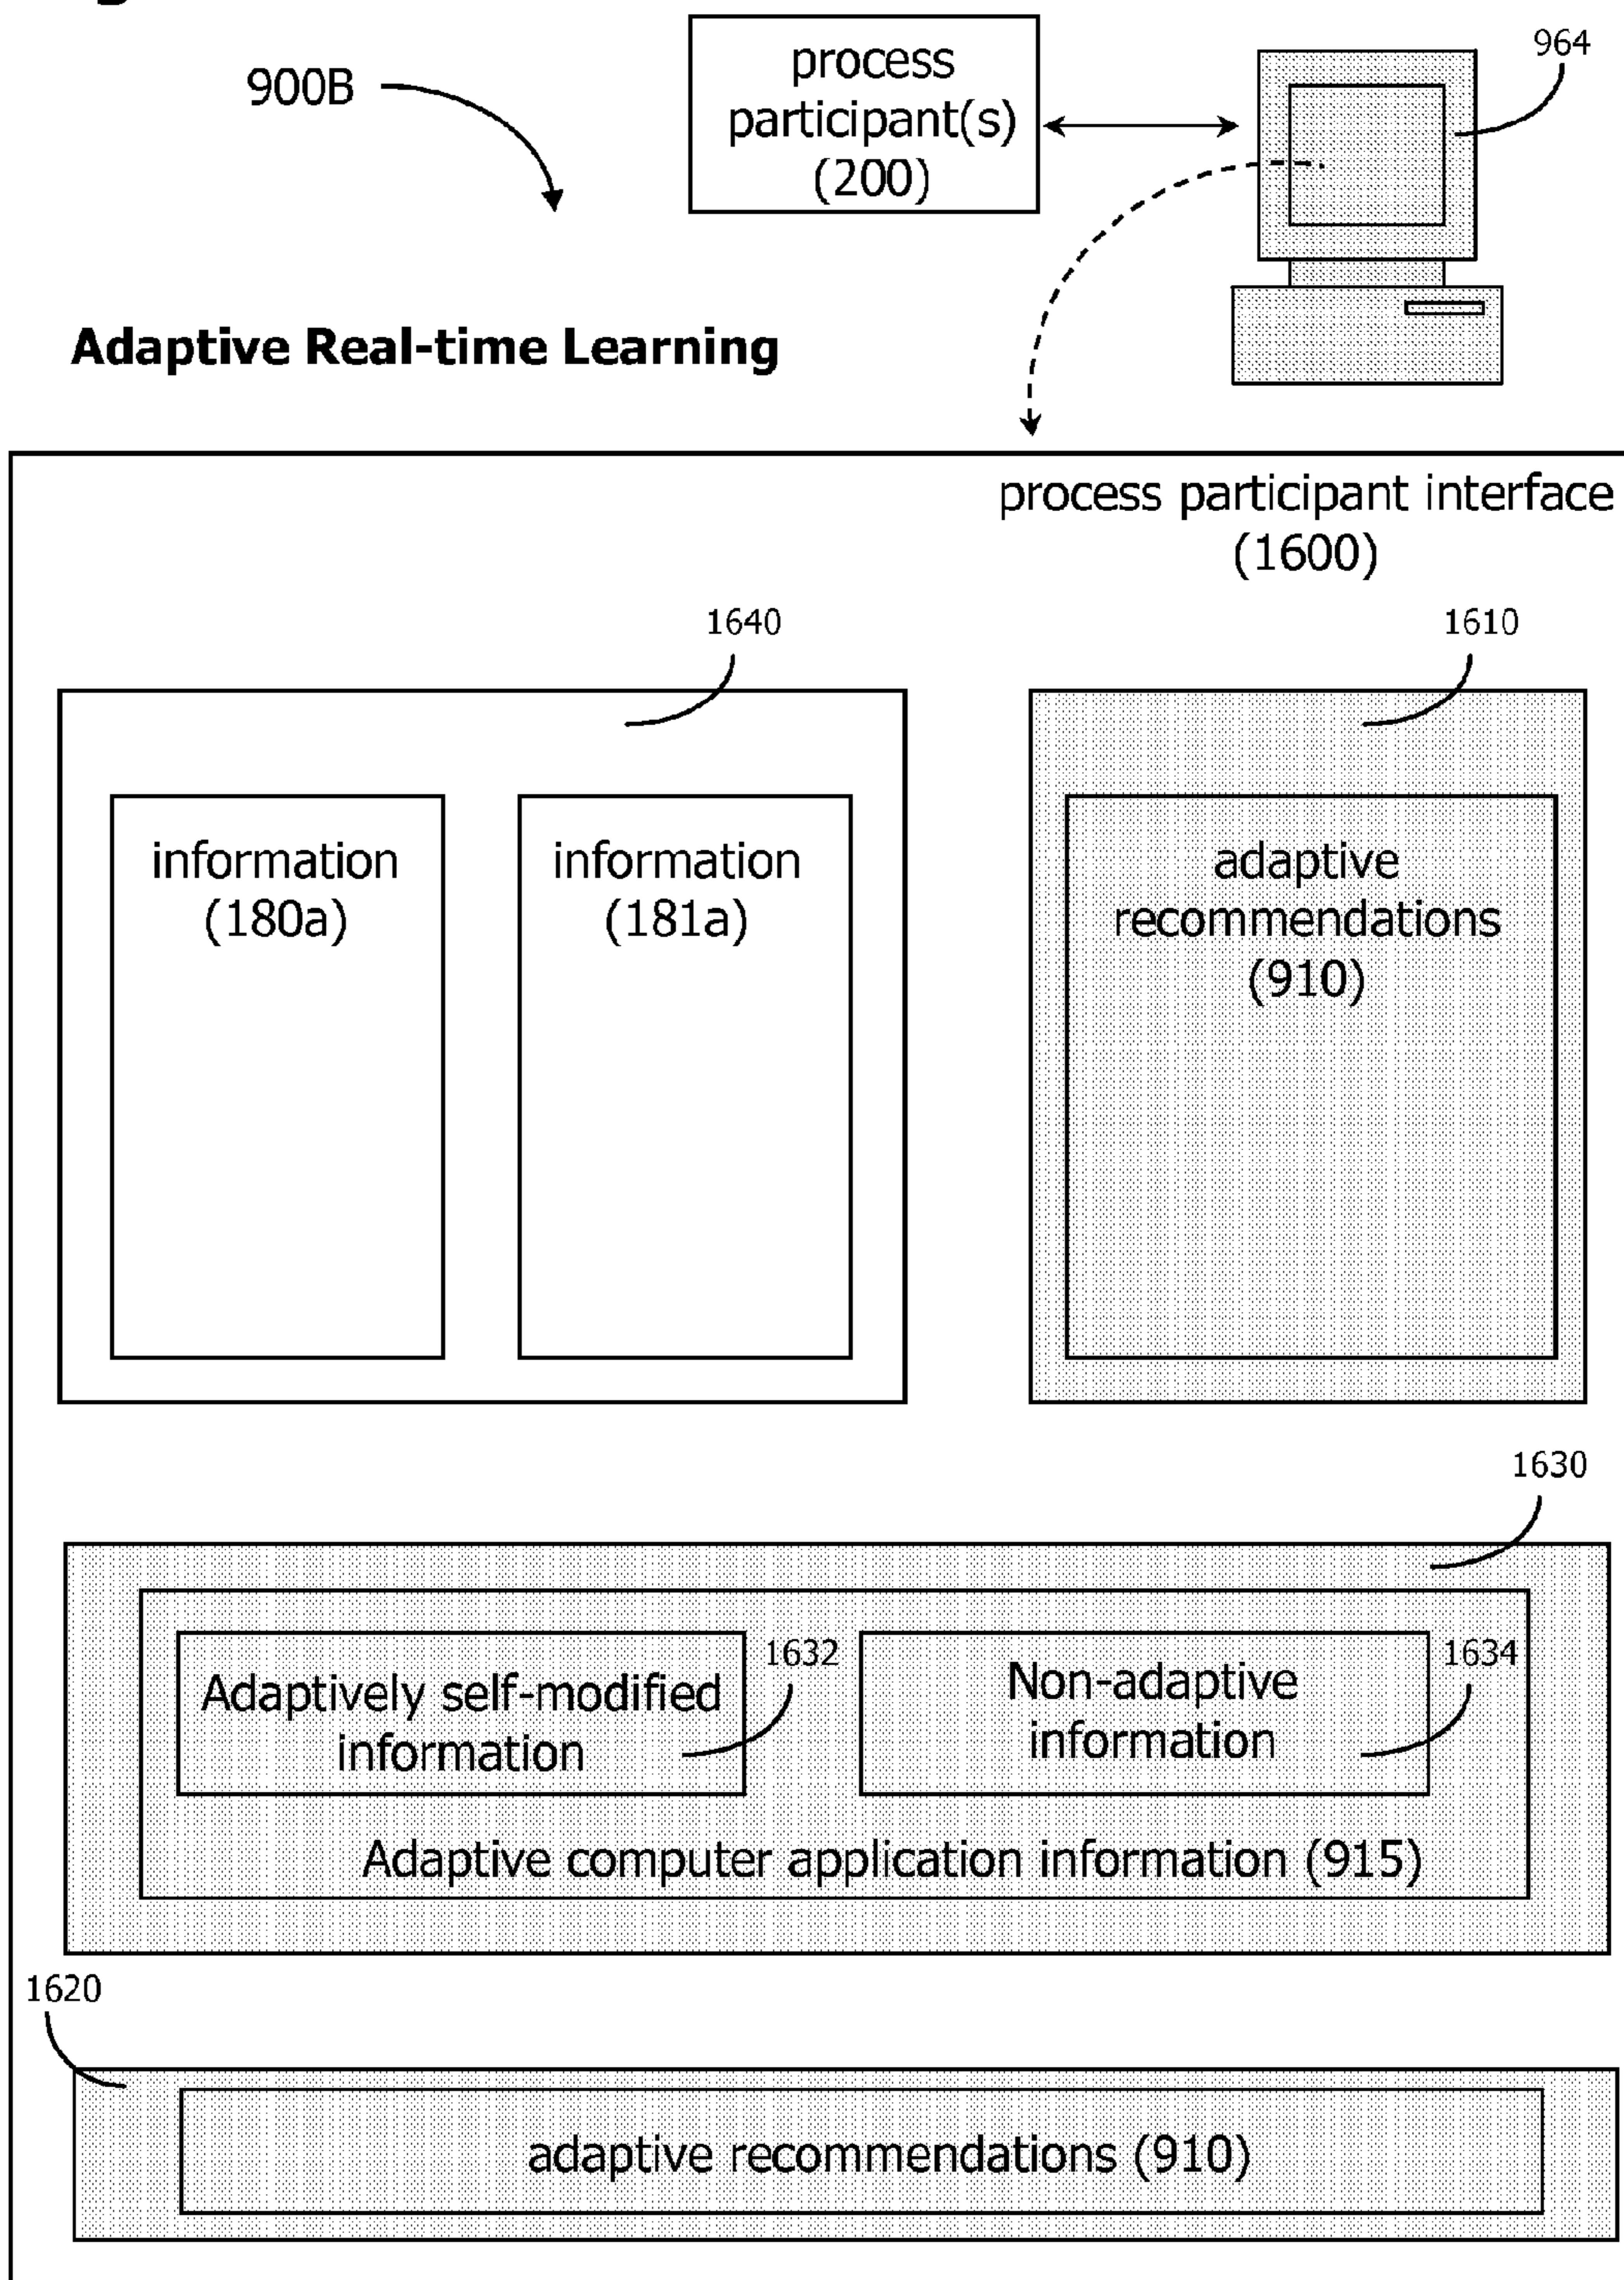 900B
process
participant(s)
(200)
964
Adaptive Real-time Learning
process participant interface
(1600)
1640
1610
information
(180a)
information
(181a)
adaptive
recommendations
(910)
1630
Adaptively self-modified
information
1632
Non-adaptive
information
1634
Adaptive computer application information (915)
1620
adaptive recommendations (910)